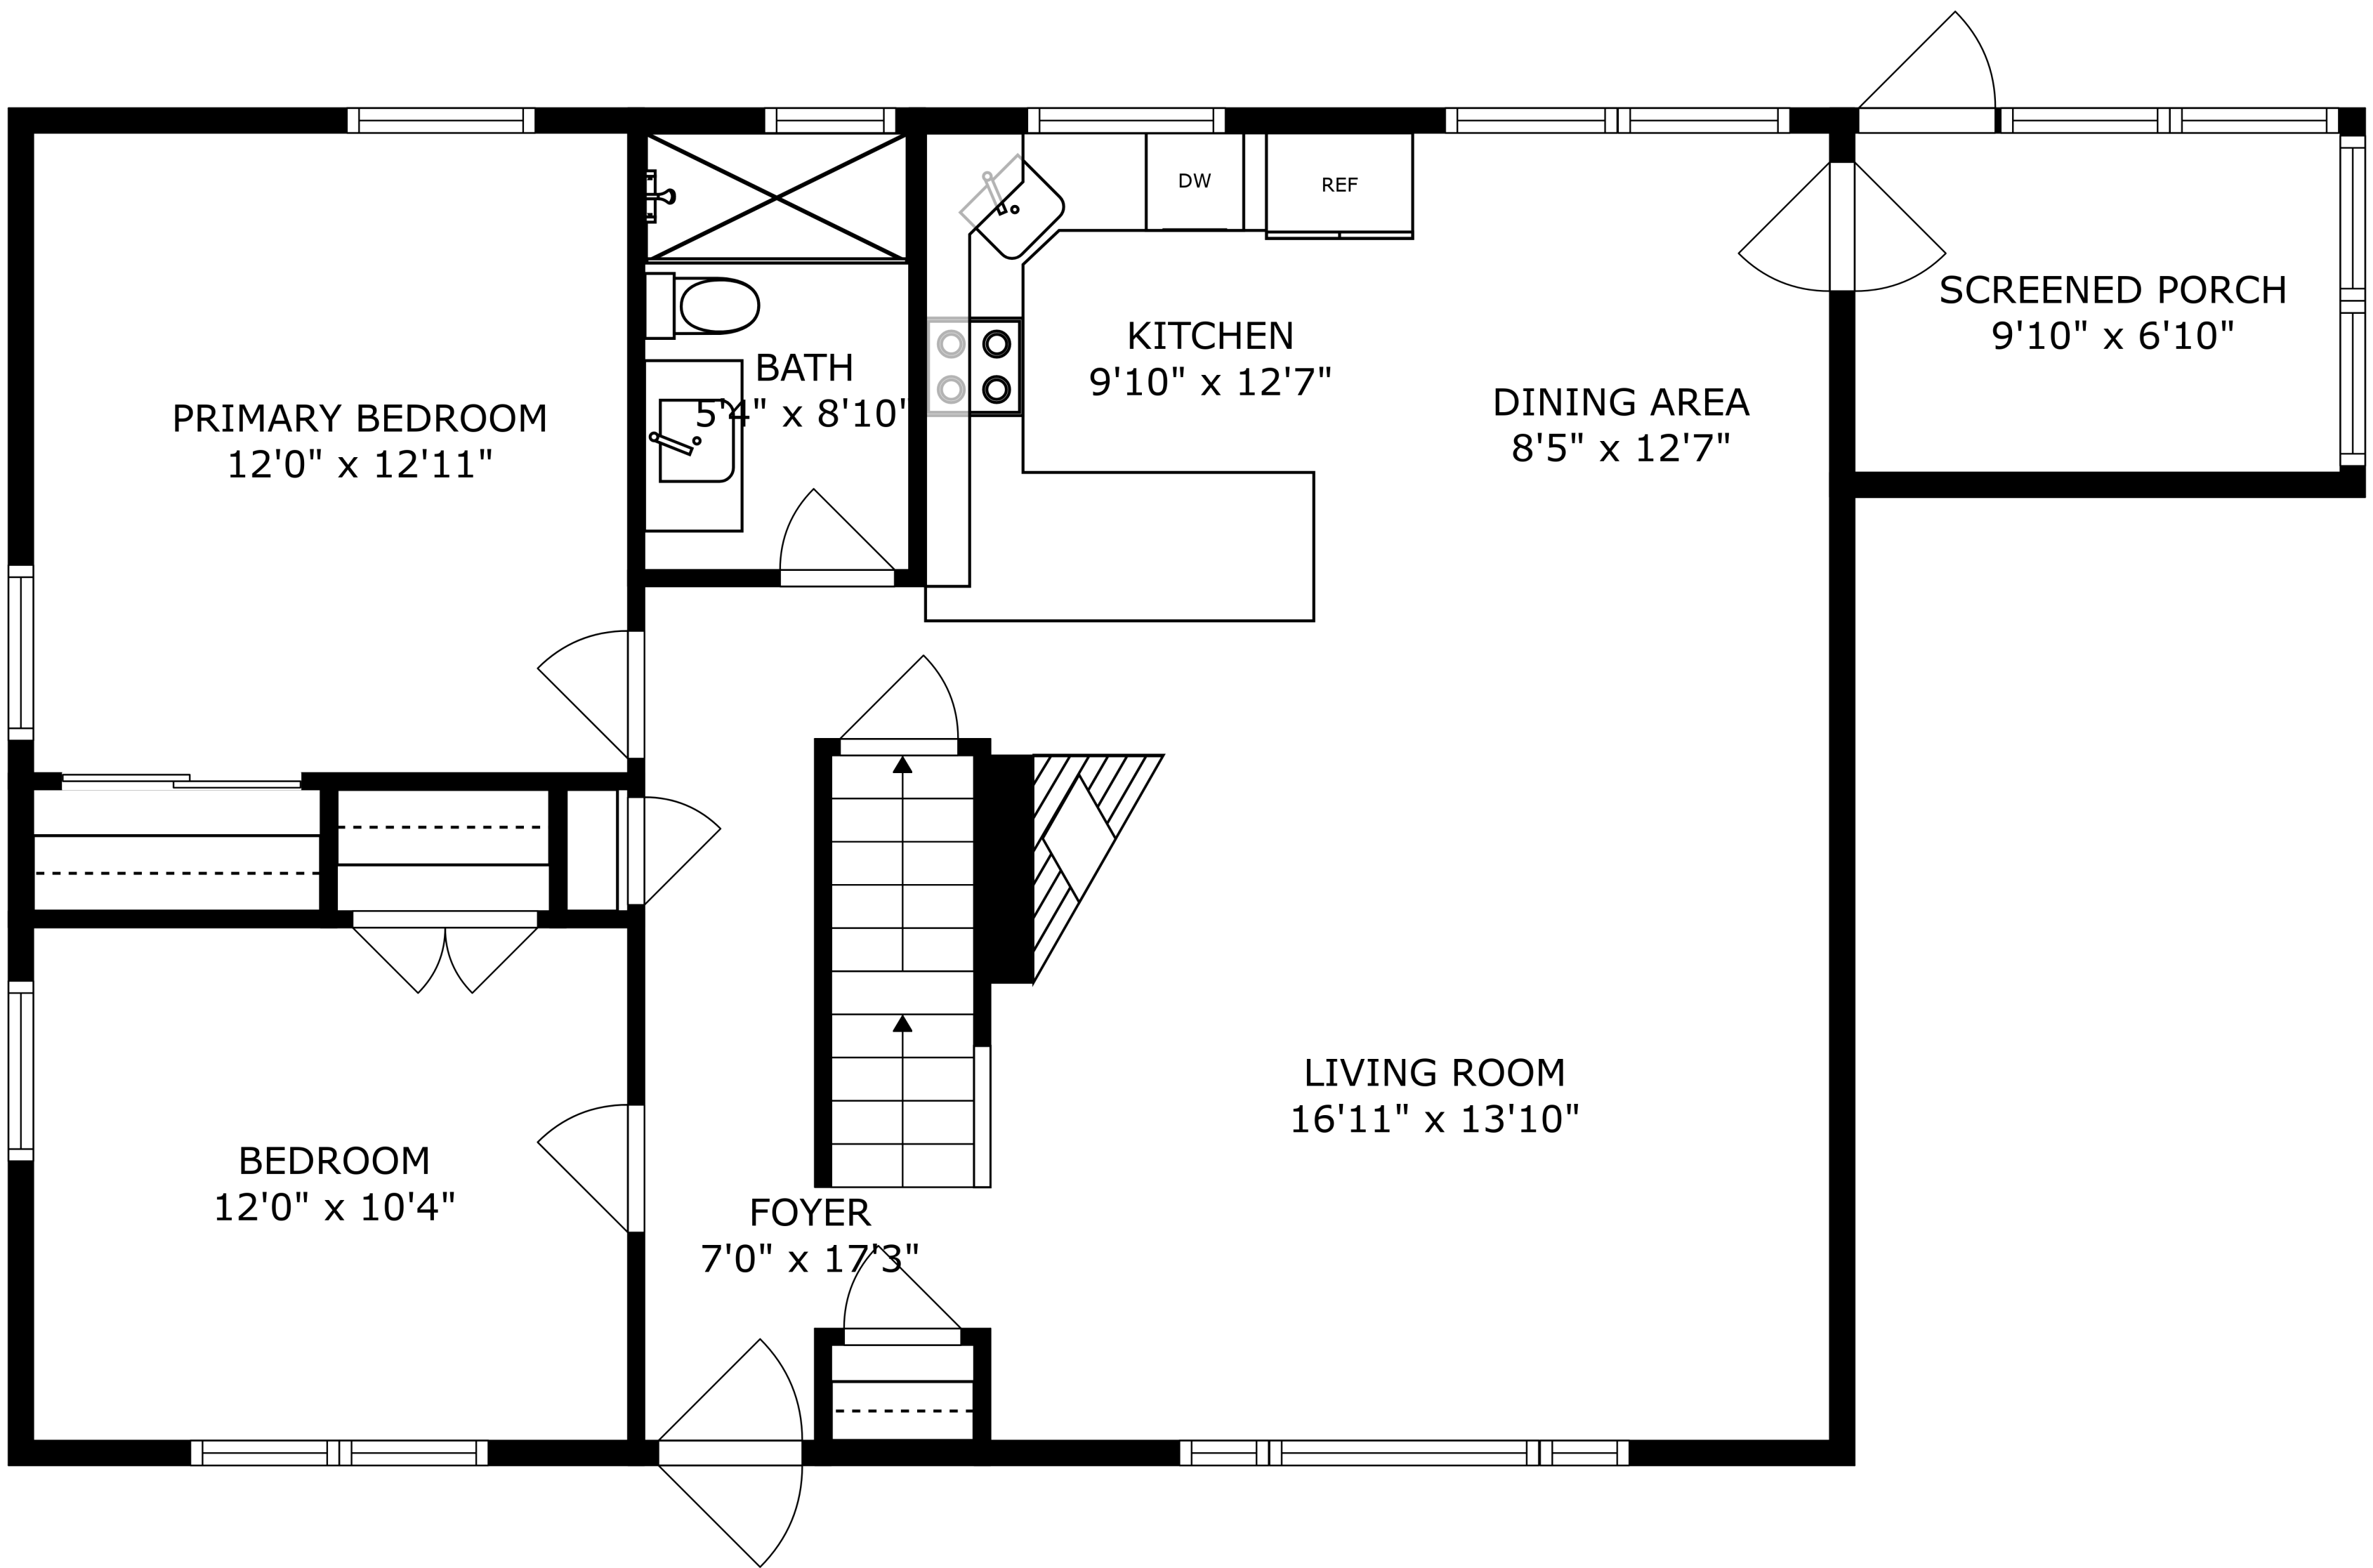 DW
REF
SCREENED PORCH
9'10" x 6'10"
KITCHEN
9'10" x 12'7"
BATH
5'4" x 8'10"
DINING AREA
8'5" x 12'7"
PRIMARY BEDROOM
12'0" x 12'11"
LIVING ROOM
16'11" x 13'10"
BEDROOM
12'0" x 10'4"
FOYER
7'0" x 17'3"